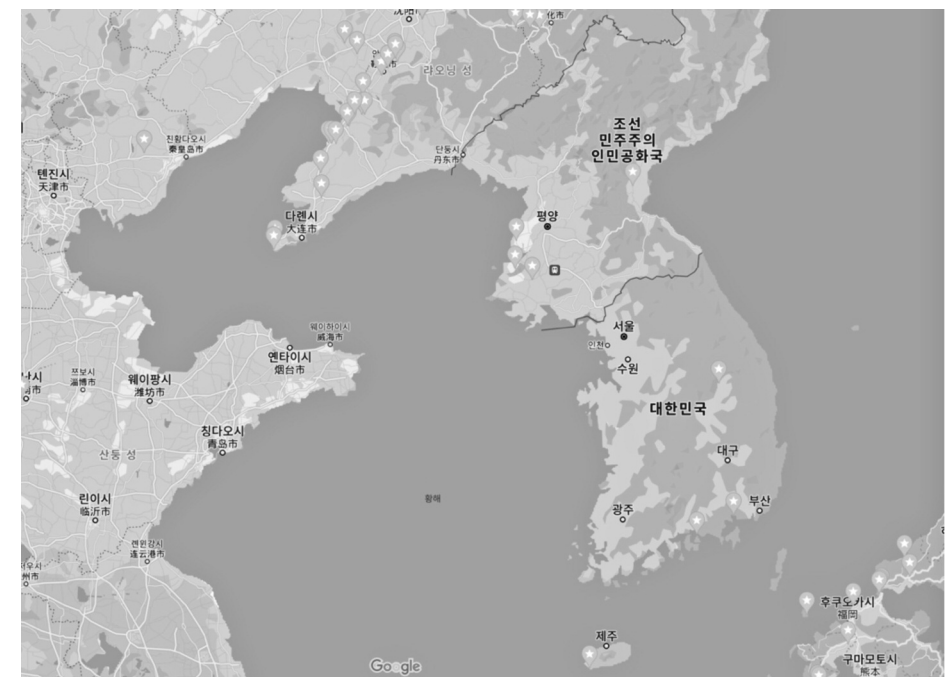 化市
랴오닝 성
조선
민주주의
인민공화국
단둥시
丹东市
친황다오시
秦皇岛市
톈진시
天津市
다롄시
大连市
평양
웨이하이시
威海市
옌타이시
烟台市
서울
인천
수원
쯔보시
淄博市
웨이팡시
潍坊市
대한민국
칭다오시
青岛市
산둥 성
대구
황해
린이시
临沂市
광주
부산
롄윈강시
连云港市
州市
후쿠오카시
福岡
제주
구마모토시
熊本
Google